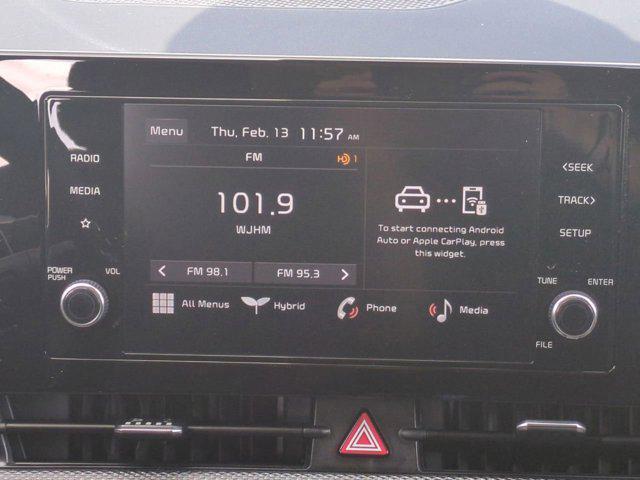 Menu Thu, Feb. 13 11:57 AM
FM HD 1
101.9
WJHM
< FM 98.1 FM 95.3 >
To start connecting Android
Auto or Apple CarPlay, press
this widget.
All Menus Hybrid Phone Media
RADIO
MEDIA
POWER
PUSH
VOL
<SEEK
TRACK>
SETUP
TUNE
ENTER
FILE